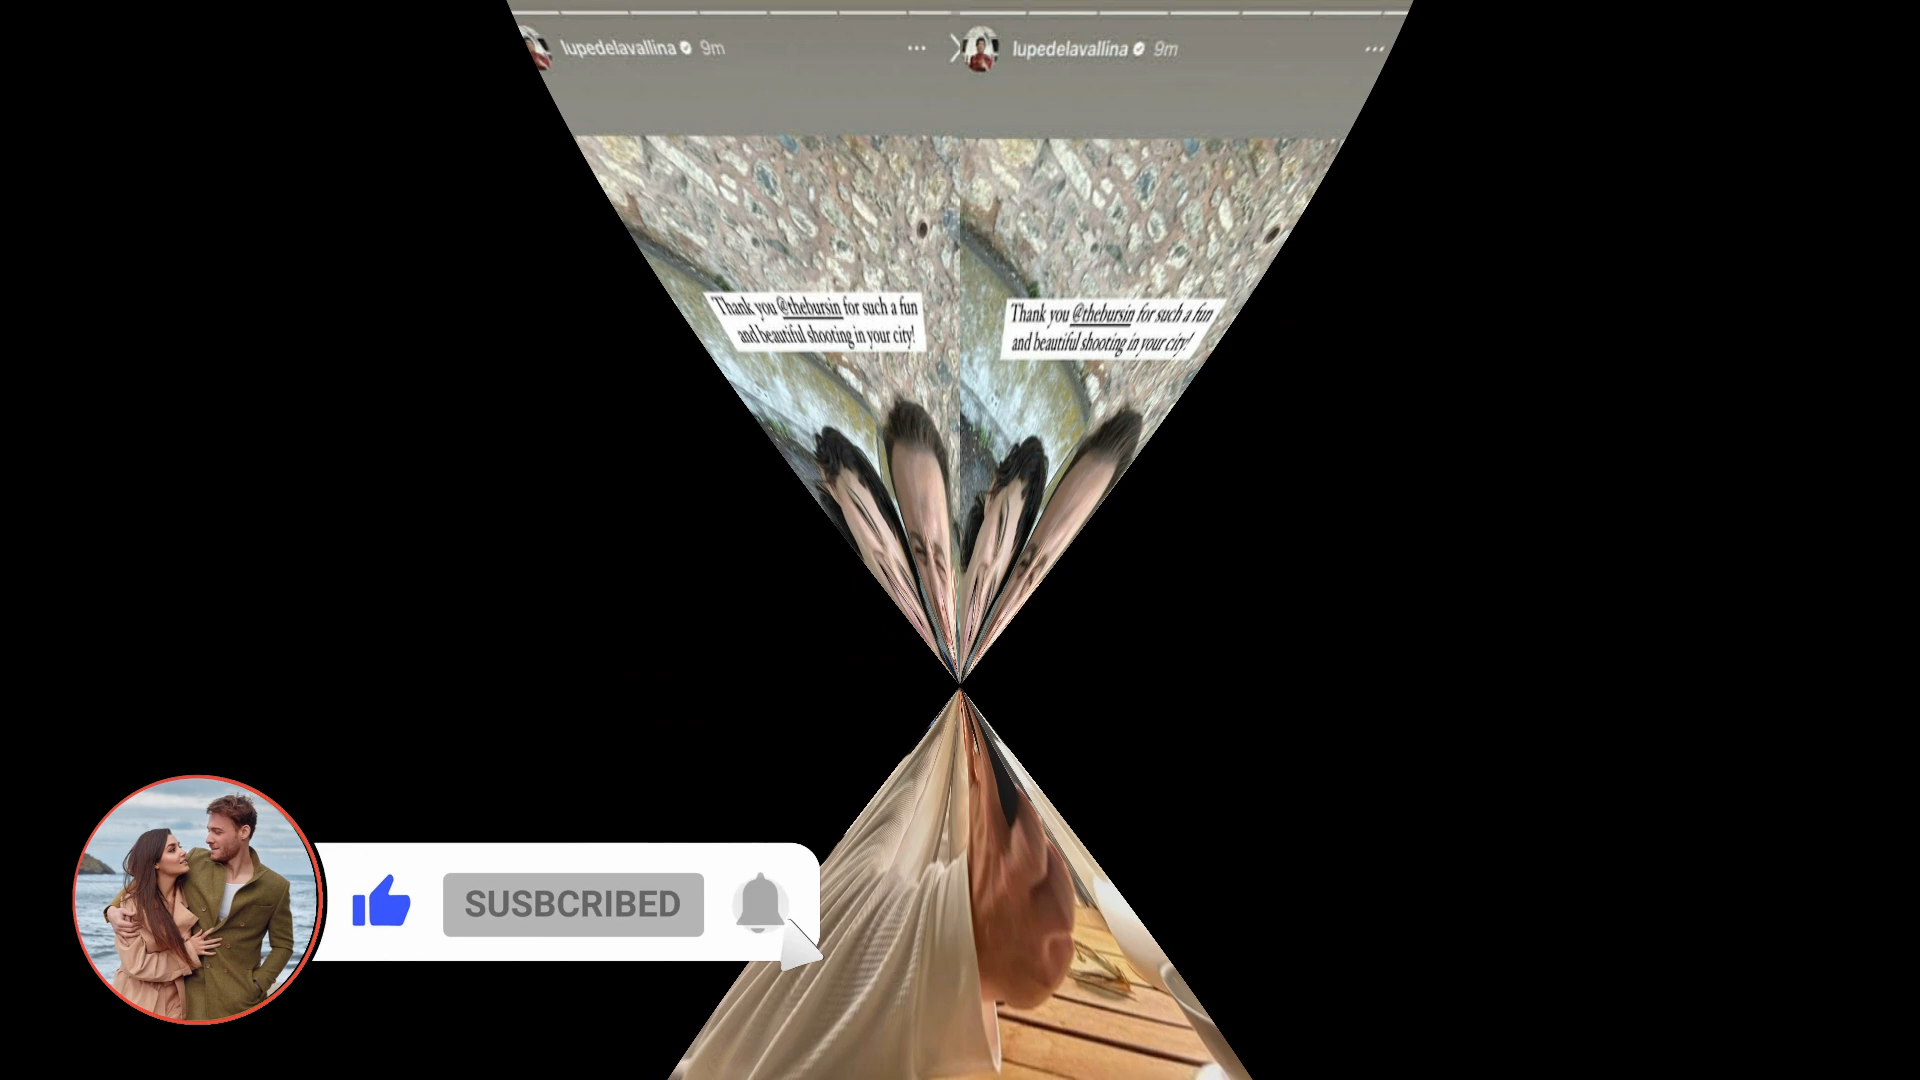 lupedelavallina 9m
lupedelavallina 9m
Thank you @thebursin for such a fun
and beautiful shooting in your city!
Thank you @thebursin for such a fun
and beautiful shooting in your city!
SUSBCRIBED